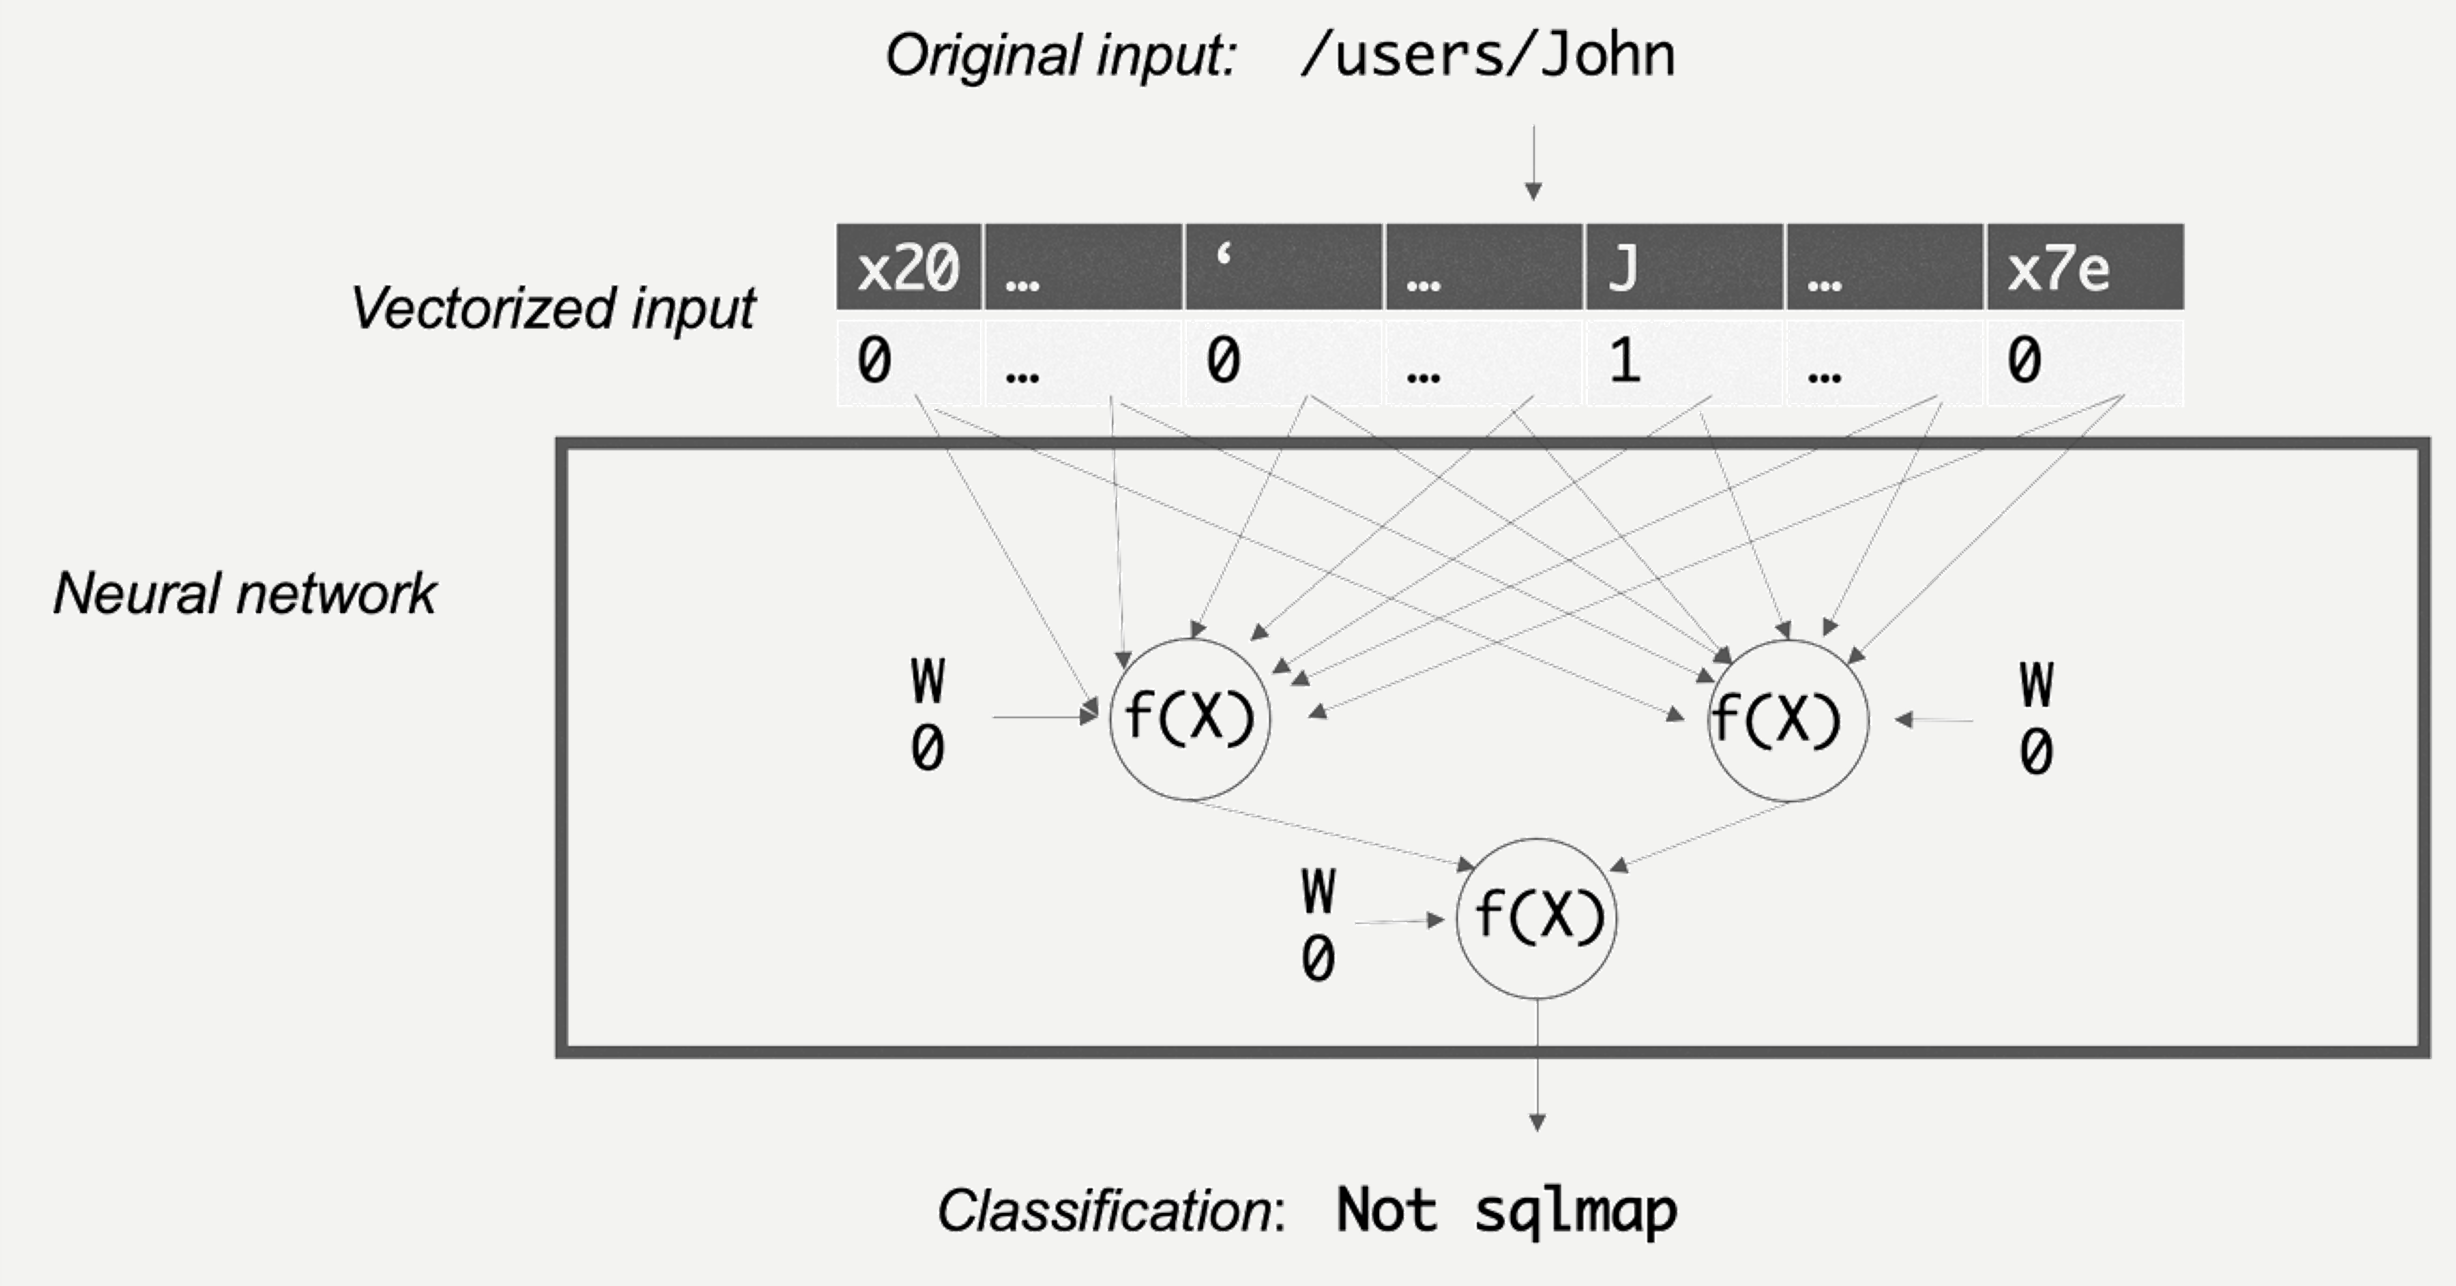 Original input: /users/John
x20 … ‘ … J … x7e
Vectorized input
0 … 0 … 1 … 0
Neural network
W
0
f(X)
f(X)
W
0
W
0
f(X)
Classification: Not sqlmap